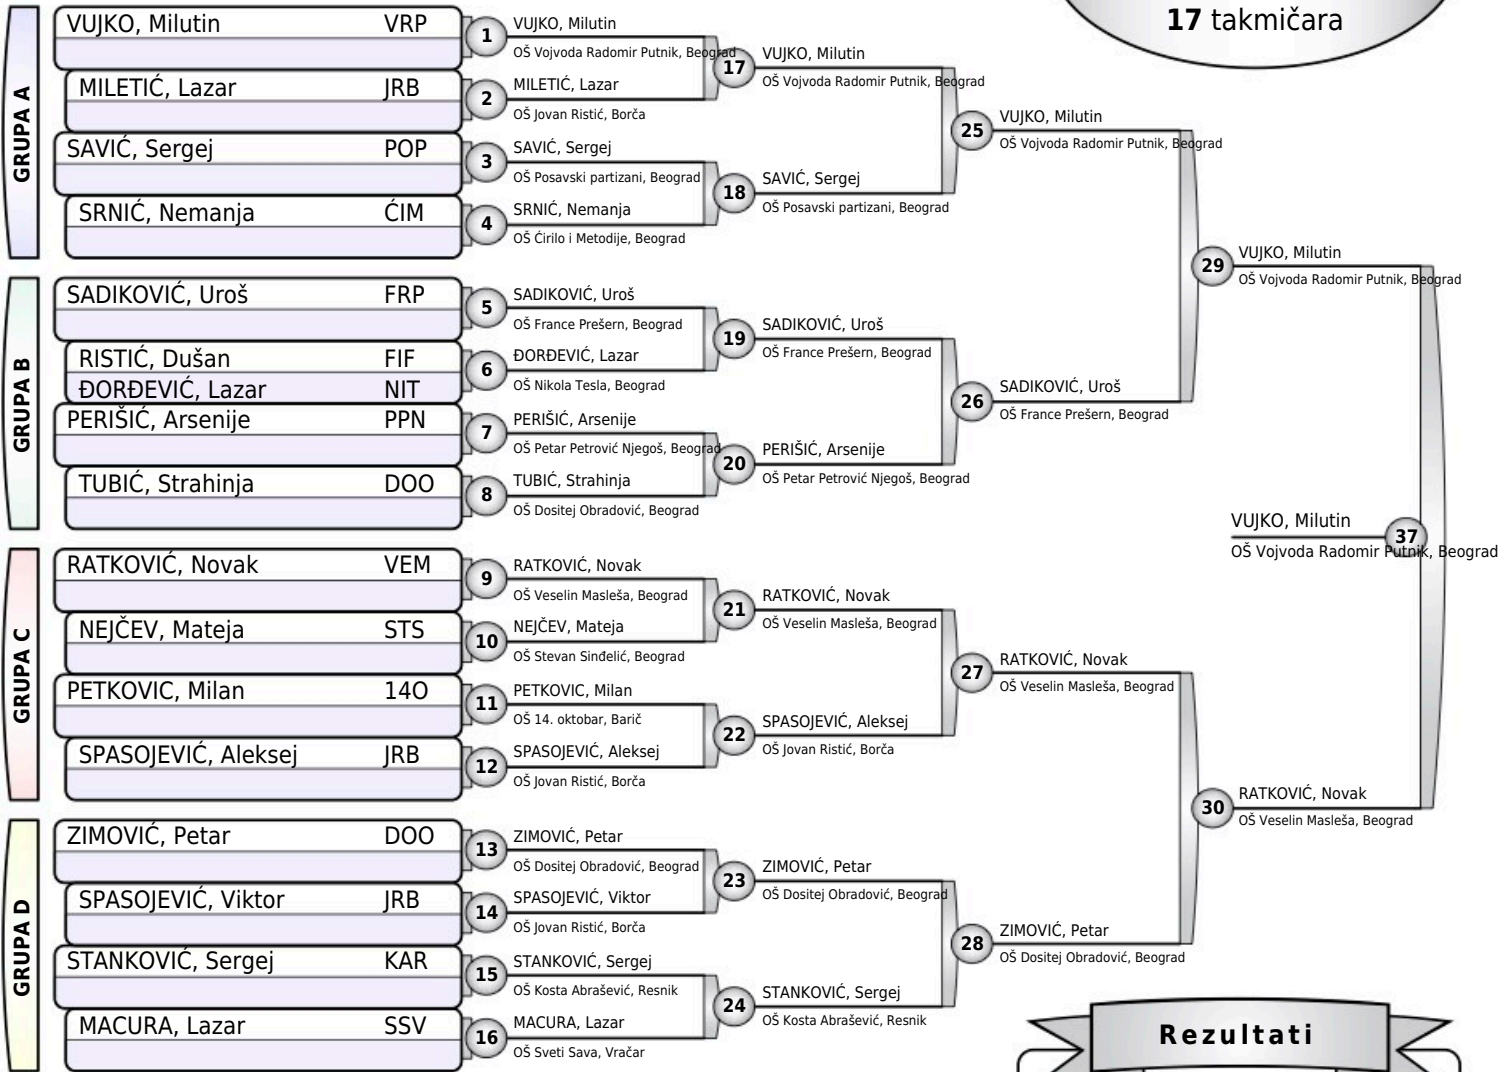 17 takmičara
GRUPA A
VUJKO, Milutin VRP
MILETIĆ, Lazar JRB
SAVIĆ, Sergej POP
SRNIĆ, Nemanja ĆIM
GRUPA B
SADIKOVIĆ, Uroš FRP
RISTIĆ, Dušan FIF
ĐORĐEVIĆ, Lazar NIT
PERIŠIĆ, Arsenije PPN
TUBIĆ, Strahinja DOO
GRUPA C
RATKOVIĆ, Novak VEM
NEJČEV, Mateja STS
PETKOVIC, Milan 14O
SPASOJEVIĆ, Aleksej JRB
GRUPA D
ZIMOVIĆ, Petar DOO
SPASOJEVIĆ, Viktor JRB
STANKOVIĆ, Sergej KAR
MACURA, Lazar SSV
1 VUJKO, Milutin
OŠ Vojvoda Radomir Putnik, Beograd
2 MILETIĆ, Lazar
OŠ Jovan Ristić, Borča
3 SAVIĆ, Sergej
OŠ Posavski partizani, Beograd
4 SRNIĆ, Nemanja
OŠ Ćirilo i Metodije, Beograd
5 SADIKOVIĆ, Uroš
OŠ France Prešern, Beograd
6 ĐORĐEVIĆ, Lazar
OŠ Nikola Tesla, Beograd
7 PERIŠIĆ, Arsenije
OŠ Petar Petrović Njegoš, Beograd
8 TUBIĆ, Strahinja
OŠ Dositej Obradović, Beograd
9 RATKOVIĆ, Novak
OŠ Veselin Masleša, Beograd
10 NEJČEV, Mateja
OŠ Stevan Sinđelić, Beograd
11 PETKOVIC, Milan
OŠ 14. oktobar, Barič
12 SPASOJEVIĆ, Aleksej
OŠ Jovan Ristić, Borča
13 ZIMOVIĆ, Petar
OŠ Dositej Obradović, Beograd
14 SPASOJEVIĆ, Viktor
OŠ Jovan Ristić, Borča
15 STANKOVIĆ, Sergej
OŠ Kosta Abrašević, Resnik
16 MACURA, Lazar
OŠ Sveti Sava, Vračar
17 VUJKO, Milutin
OŠ Vojvoda Radomir Putnik, Beograd
18 SAVIĆ, Sergej
OŠ Posavski partizani, Beograd
19 SADIKOVIĆ, Uroš
OŠ France Prešern, Beograd
20 PERIŠIĆ, Arsenije
OŠ Petar Petrović Njegoš, Beograd
21 RATKOVIĆ, Novak
OŠ Veselin Masleša, Beograd
22 SPASOJEVIĆ, Aleksej
OŠ Jovan Ristić, Borča
23 ZIMOVIĆ, Petar
OŠ Dositej Obradović, Beograd
24 STANKOVIĆ, Sergej
OŠ Kosta Abrašević, Resnik
25 VUJKO, Milutin
OŠ Vojvoda Radomir Putnik, Beograd
26 SADIKOVIĆ, Uroš
OŠ France Prešern, Beograd
27 RATKOVIĆ, Novak
OŠ Veselin Masleša, Beograd
28 ZIMOVIĆ, Petar
OŠ Dositej Obradović, Beograd
29 VUJKO, Milutin
OŠ Vojvoda Radomir Putnik, Beograd
30 RATKOVIĆ, Novak
OŠ Veselin Masleša, Beograd
VUJKO, Milutin 37
OŠ Vojvoda Radomir Putnik, Beograd
Rezultati